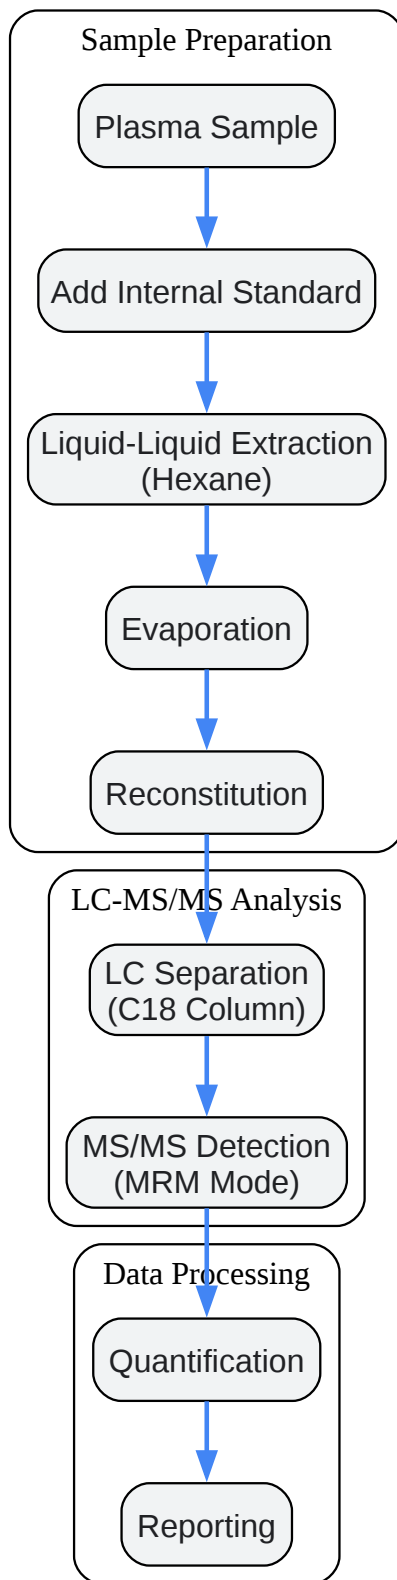 Sample Preparation
Plasma Sample
Add Internal Standard
Liquid-Liquid Extraction
(Hexane)
Evaporation
Reconstitution
LC-MS/MS Analysis
LC Separation
(C18 Column)
MS/MS Detection
(MRM Mode)
Data Processing
Quantification
Reporting